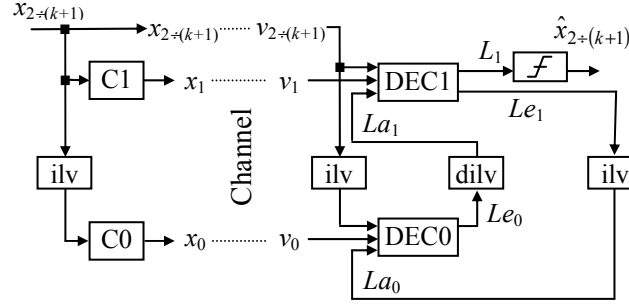 x₂÷(k+1)
x₂÷(k+1) ········ v₂÷(k+1)
L₁
x̂₂÷(k+1)
C1
x₁ ········ v₁
DEC1
Le₁
La₁
Channel
ilv
ilv
dilv
ilv
Le₀
C0
x₀ ········ v₀
DEC0
La₀